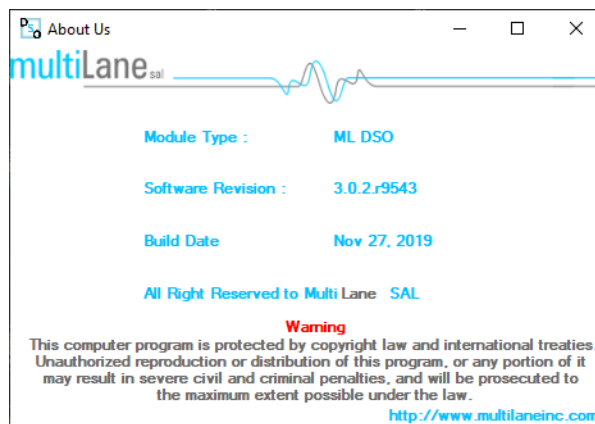 DSO About Us
multiLane sal
Module Type : ML DSO
Software Revision : 3.0.2.r9543
Build Date Nov 27, 2019
All Right Reserved to Multi Lane SAL
Warning
This computer program is protected by copyright law and international treaties.
Unauthorized reproduction or distribution of this program, or any portion of it
may result in severe civil and criminal penalties, and will be prosecuted to
the maximum extent possible under the law.
http://www.multilaneinc.com